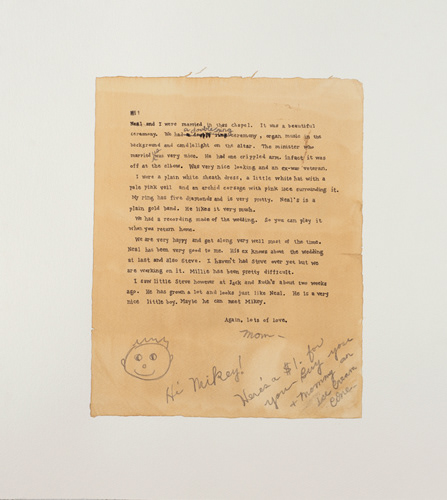 Neal and I were married in thes chapel. It was a beautiful
ceremony. We had a double ring ceremony, organ music in the
background and candlelight on the altar. The minister who
married us was very nice. He had one crippled arm. infact it was
off at the elbow. Was very nice looking and an ex-war veteran.
I wore a plain white sheath dress, a little white hat with a
pale pink veil and an orchid corsage with pink net surrounding it.
My ring has five diamonds and is very pretty. Neal's is a
plain gold band. He likes it very much.
We had a recording made of the wedding. So you can play it
when you return home.
We are very happy and get along very well most of the time.
Neal has been very good to me. His ex knows about the wedding
at last and also Steve. I haven't had Steve over yet but we
are working on it. Millie has been pretty difficult.
I saw little Steve however at Zeck and Ruth's about two weeks
ago. He has grown a lot and looks just like Neal. He is a very
nice little boy. Maybe he can meet Mikey.
Again, lots of love,
Mom-
Hi Mikey!
Here's a $1. for
you. Buy you
+ Mommy an
ice cream
cone.